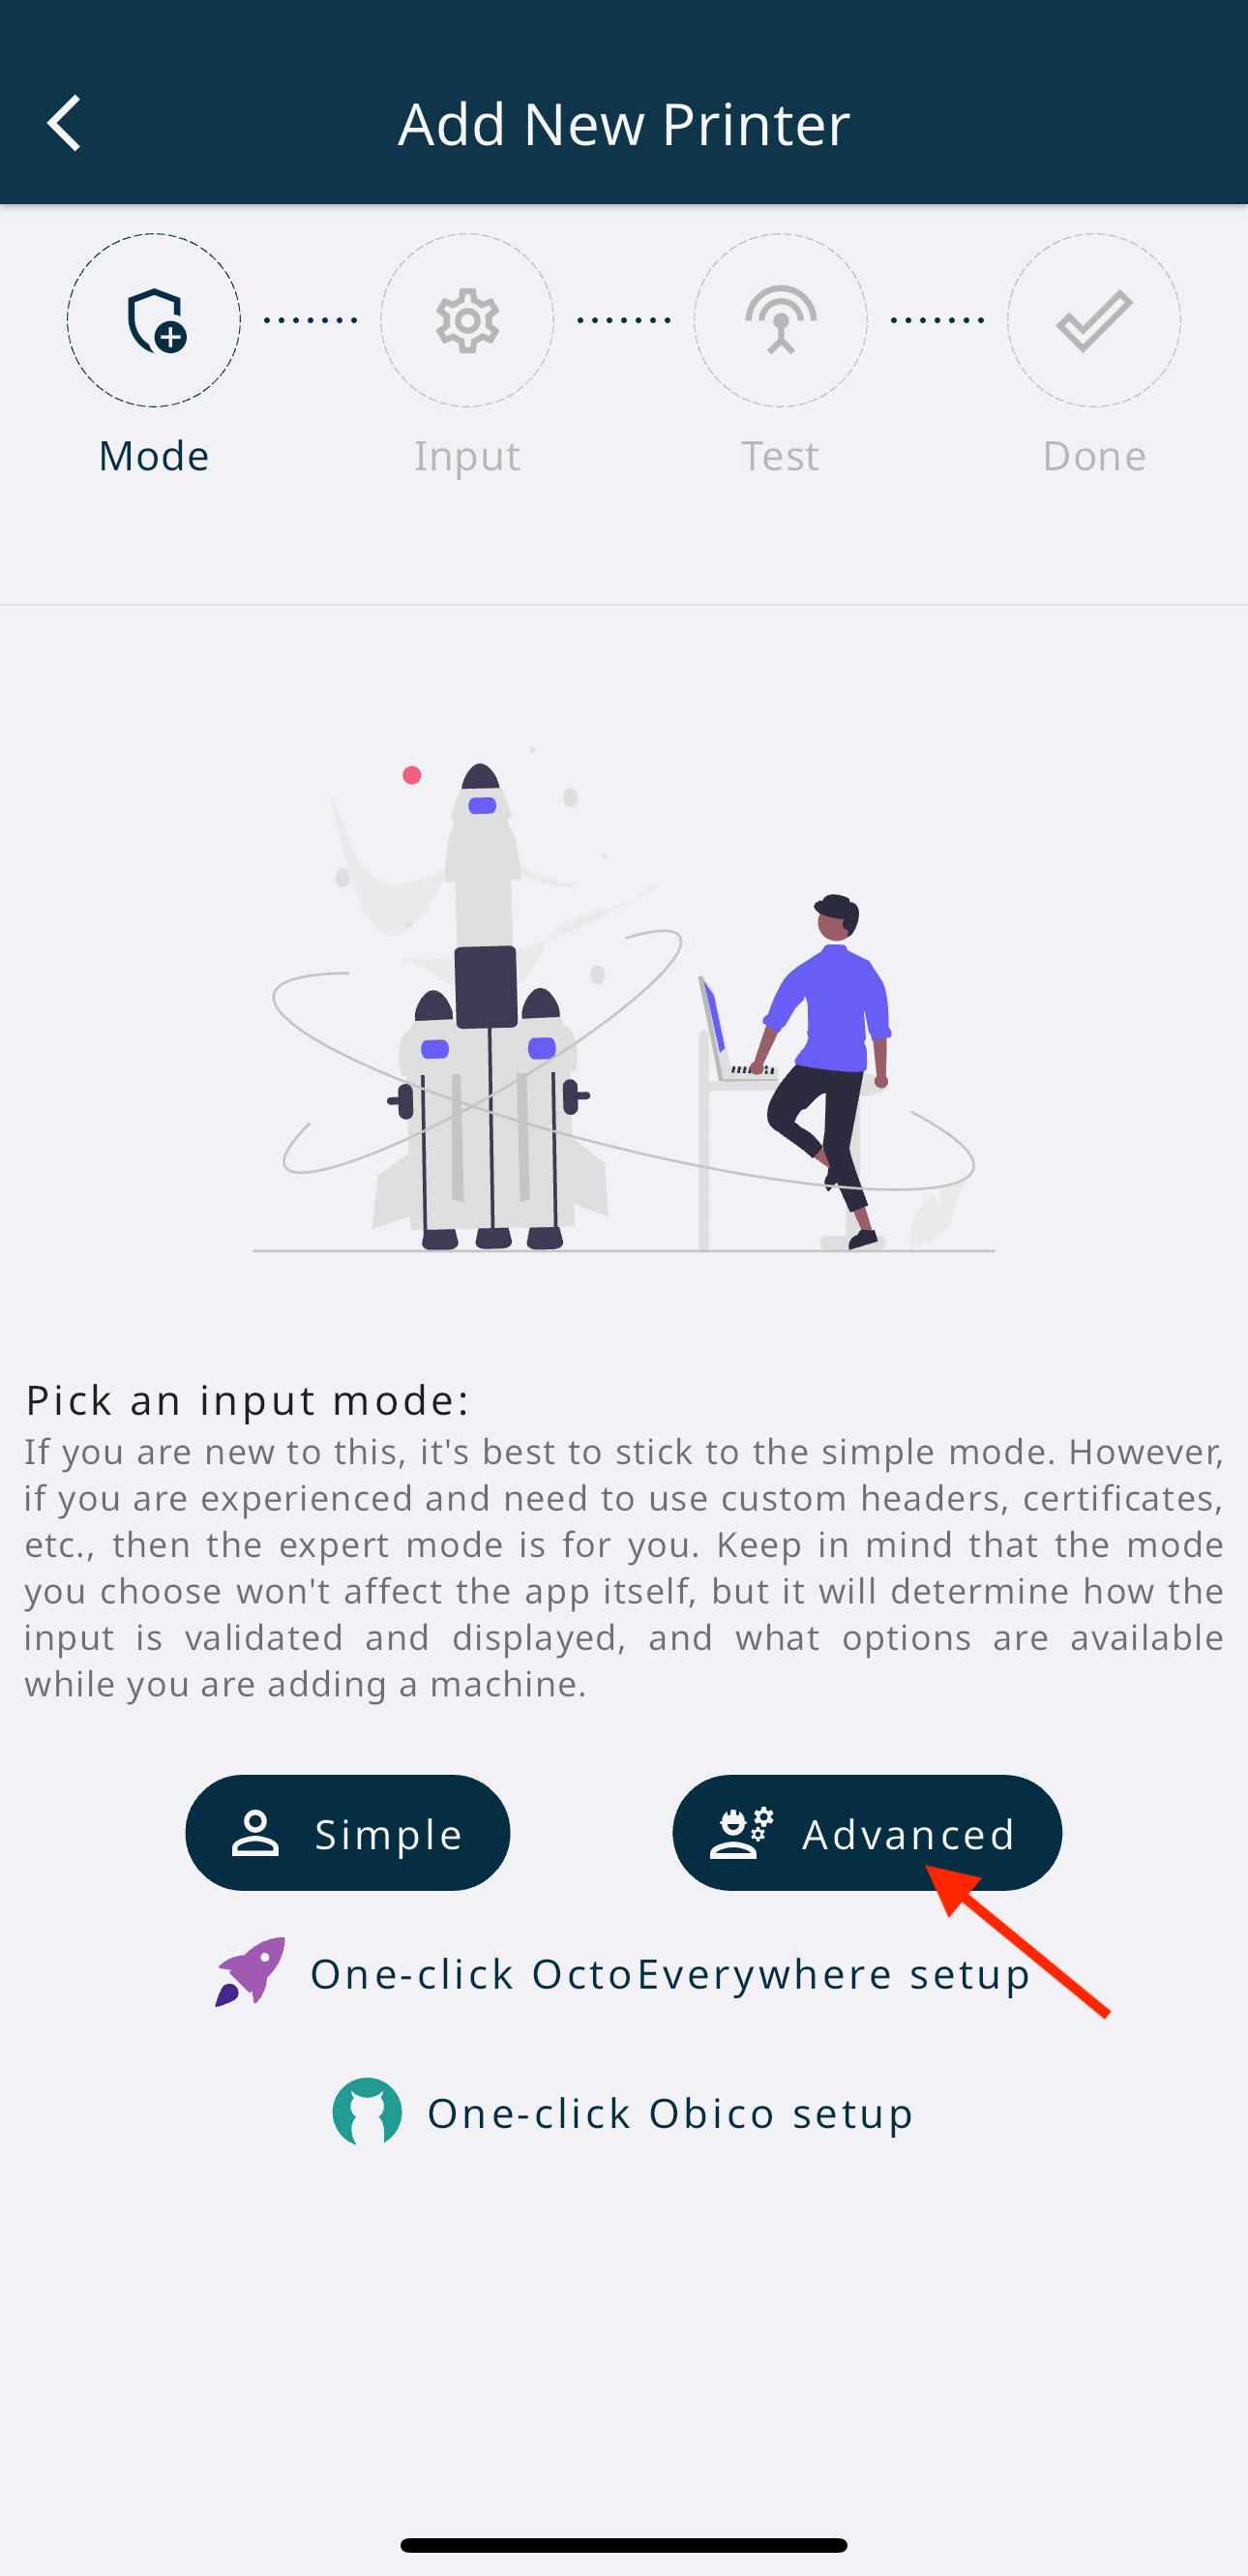 Add New Printer
Mode
Input
Test
Done
Pick an input mode:
If you are new to this, it's best to stick to the simple mode. However,
if you are experienced and need to use custom headers, certificates,
etc., then the expert mode is for you. Keep in mind that the mode
you choose won't affect the app itself, but it will determine how the
input is validated and displayed, and what options are available
while you are adding a machine.
Simple
Advanced
One-click OctoEverywhere setup
One-click Obico setup